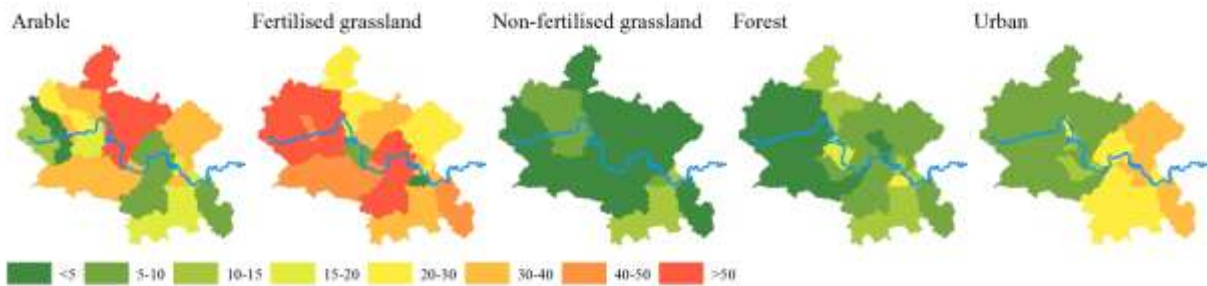 Arable Fertilised grassland Non-fertilised grassland Forest Urban
<5 5-10 10-15 15-20 20-30 30-40 40-50 >50